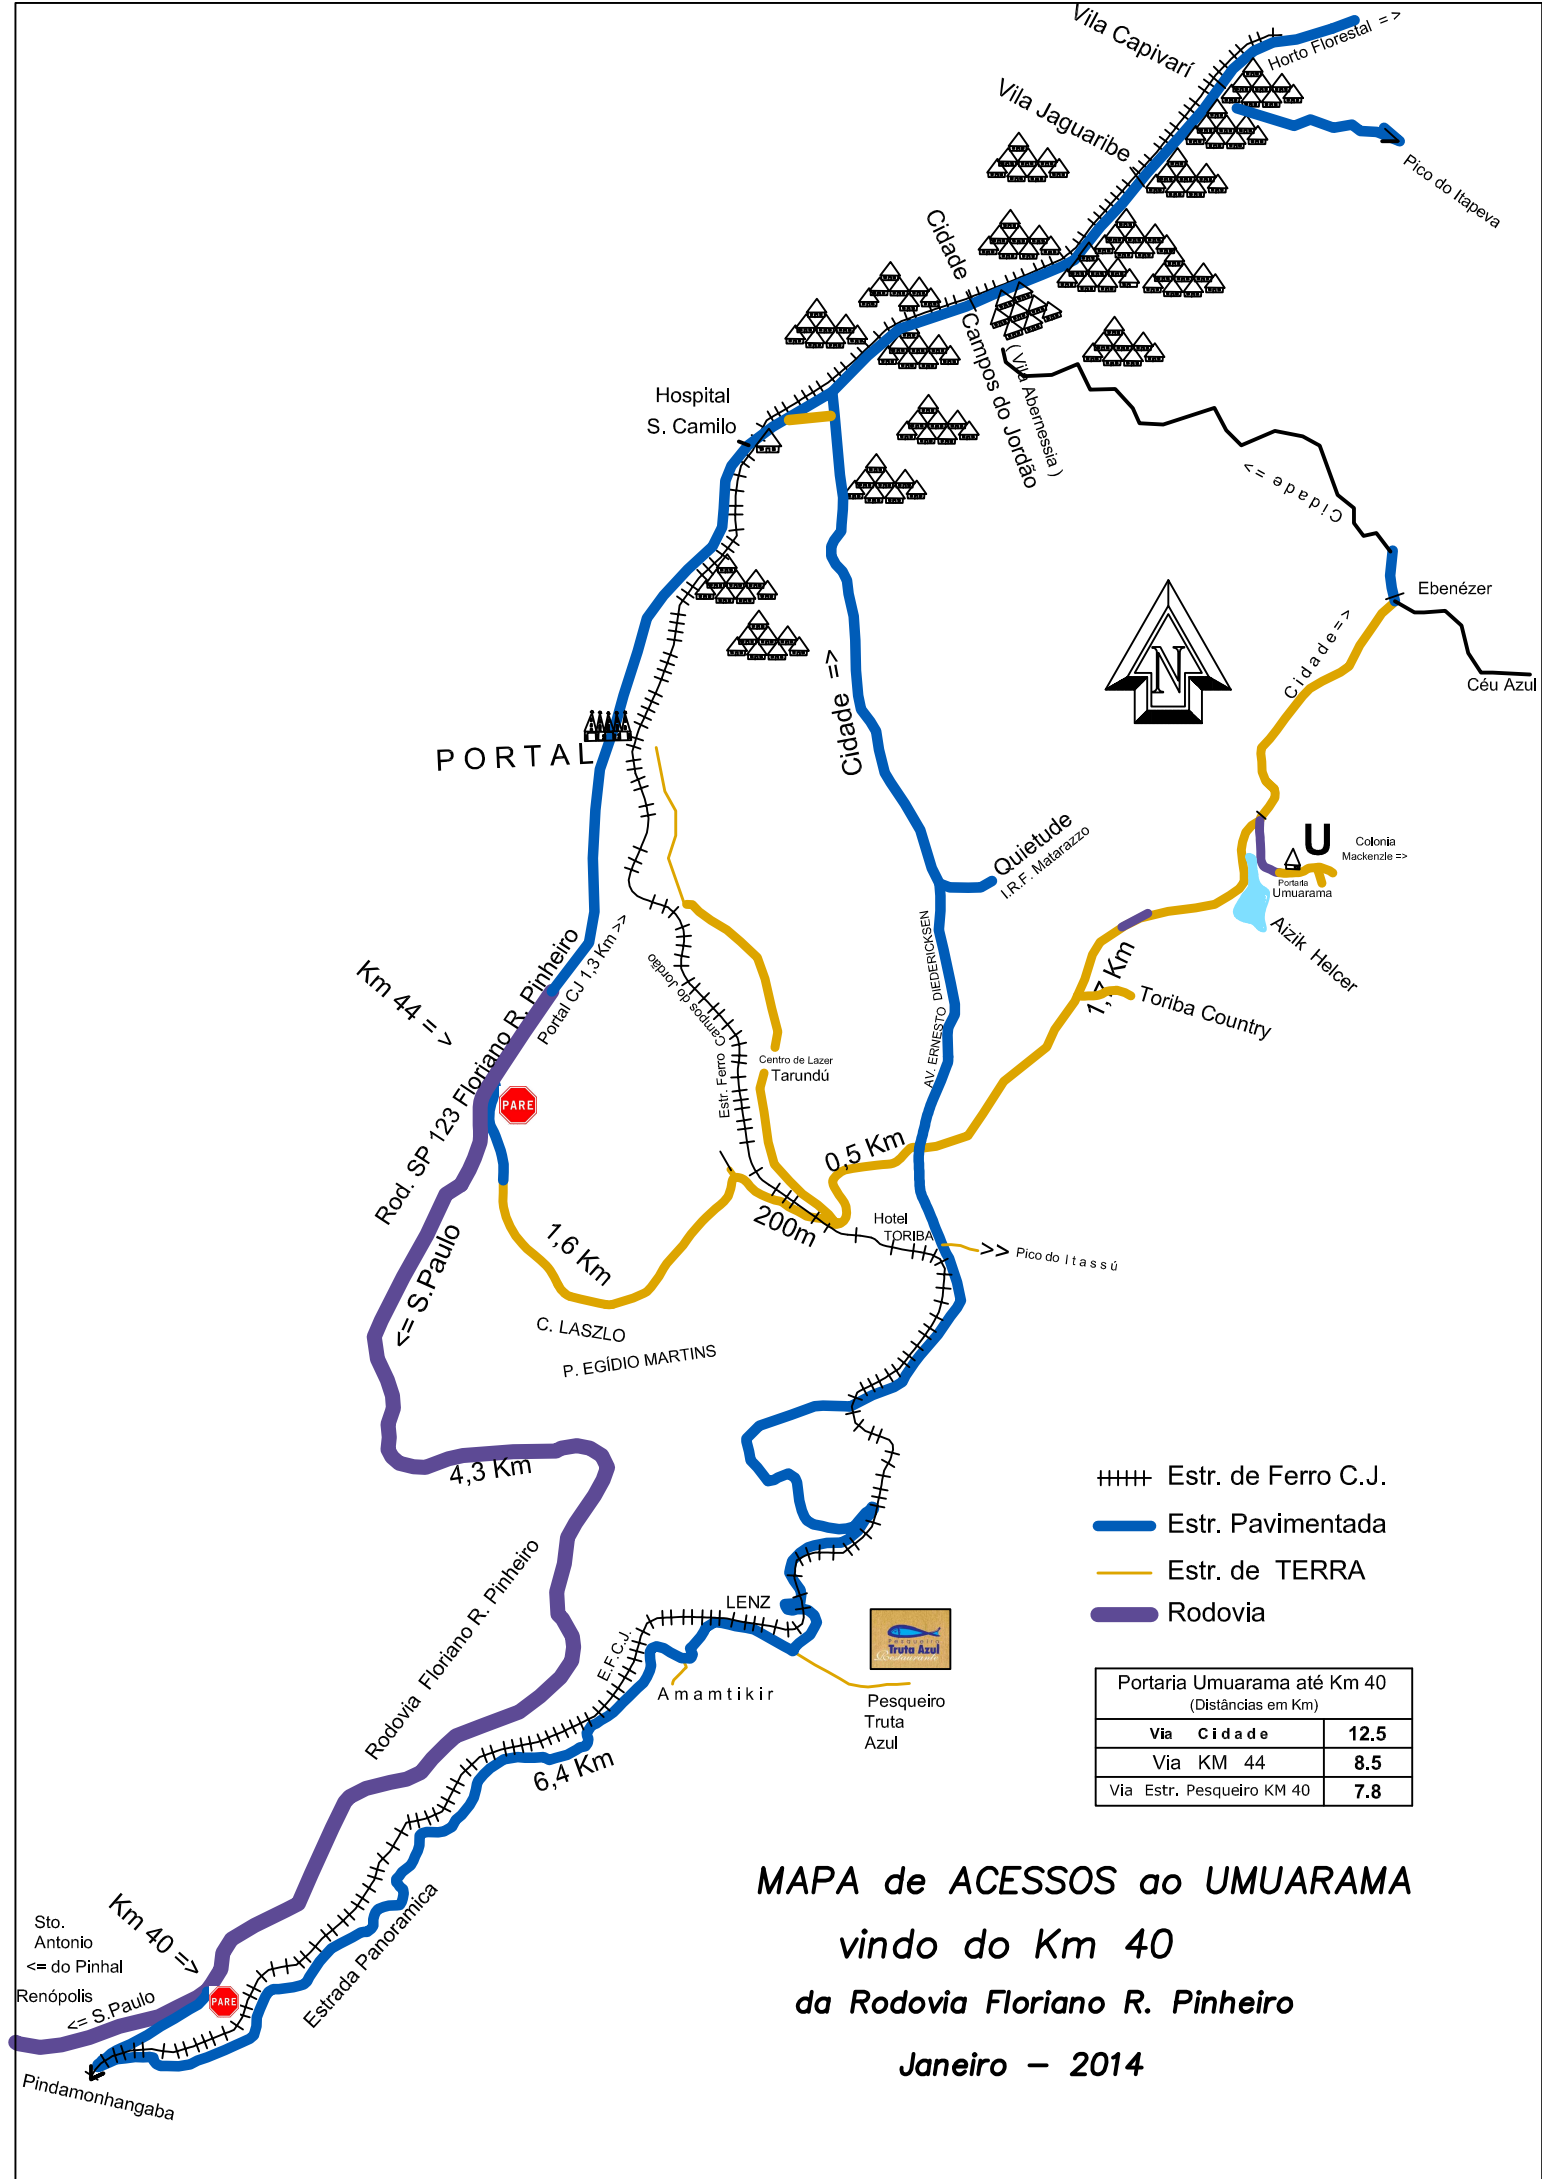 Vila Capivarí
Horto Florestal = >
Vila Jaguaribe
Pico do Itapeva
Cidade
Campos do Jordão
( Vila Abernessia )
Hospital
S. Camilo
Cidade = >
Ebenézer
Cidade = >
Céu Azul
N
PORTAL
Cidade = >
Quietude
I.R.F. Matarazzo
U
Colonia
Mackenzie =>
Portaria
Umuarama
Aizik Helcer
Km 44 = >
Rod. SP 123 Floriano R. Pinheiro
Portal CJ 1,3 Km >>
Estr. Ferro Campos do Jordão
AV. ERNESTO DIEDERICKSEN
1,7 Km
Toriba Country
Centro de Lazer
Tarundú
PARE
0,5 Km
200m
Hotel
TORIBA
>> Pico do Itassú
1,6 Km
<= S.Paulo
C. LASZLO
P. EGÍDIO MARTINS
4,3 Km
Estr. de Ferro C.J.
Estr. Pavimentada
Estr. de TERRA
Rodovia
Rodovia Floriano R. Pinheiro
LENZ
E.F.C.J.
Amamtikir
Pesqueiro
Truta Azul
Restaurante
Pesqueiro
Truta
Azul
6,4 Km
Portaria Umuarama até Km 40
(Distâncias em Km)
Via Cidade 12.5
Via KM 44 8.5
Via Estr. Pesqueiro KM 40 7.8
MAPA de ACESSOS ao UMUARAMA
vindo do Km 40
da Rodovia Floriano R. Pinheiro
Janeiro – 2014
Km 40 =>
Sto.
Antonio
<= do Pinhal
Renópolis
<= S.Paulo
PARE
Estrada Panoramica
Pindamonhangaba